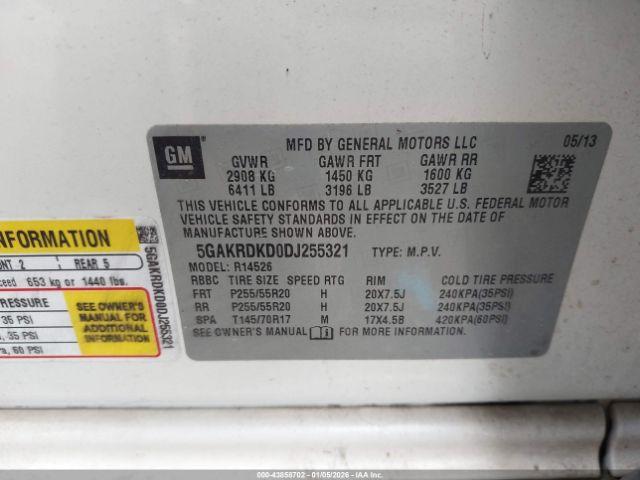 GM
MFD BY GENERAL MOTORS LLC 05/13
GVWR GAWR FRT GAWR RR
2908 KG 1450 KG 1600 KG
6411 LB 3196 LB 3527 LB
THIS VEHICLE CONFORMS TO ALL APPLICABLE U.S. FEDERAL MOTOR
VEHICLE SAFETY STANDARDS IN EFFECT ON THE DATE OF
MANUFACTURE SHOWN ABOVE.
5GAKRDKD0DJ255321 TYPE: M.P.V.
MODEL: R14526
RBBC TIRE SIZE SPEED RTG RIM COLD TIRE PRESSURE
FRT P255/55R20 H 20X7.5J 240KPA(35PSI)
RR P255/55R20 H 20X7.5J 240KPA(35PSI)
SPA T145/70R17 M 17X4.5B 420KPA(60PSI)
SEE OWNER'S MANUAL FOR MORE INFORMATION
INFORMATION
NT 2 REAR 5
exceed 653 kg or 1440 lbs.
PRESSURE
35 PSI
, 35 PSI
, 60 PSI
SEE OWNER'S
MANUAL FOR
ADDITIONAL
INFORMATION
5GAKRDKD0DJ255321
000-43858702 - 01/05/2026 - IAAI.COM